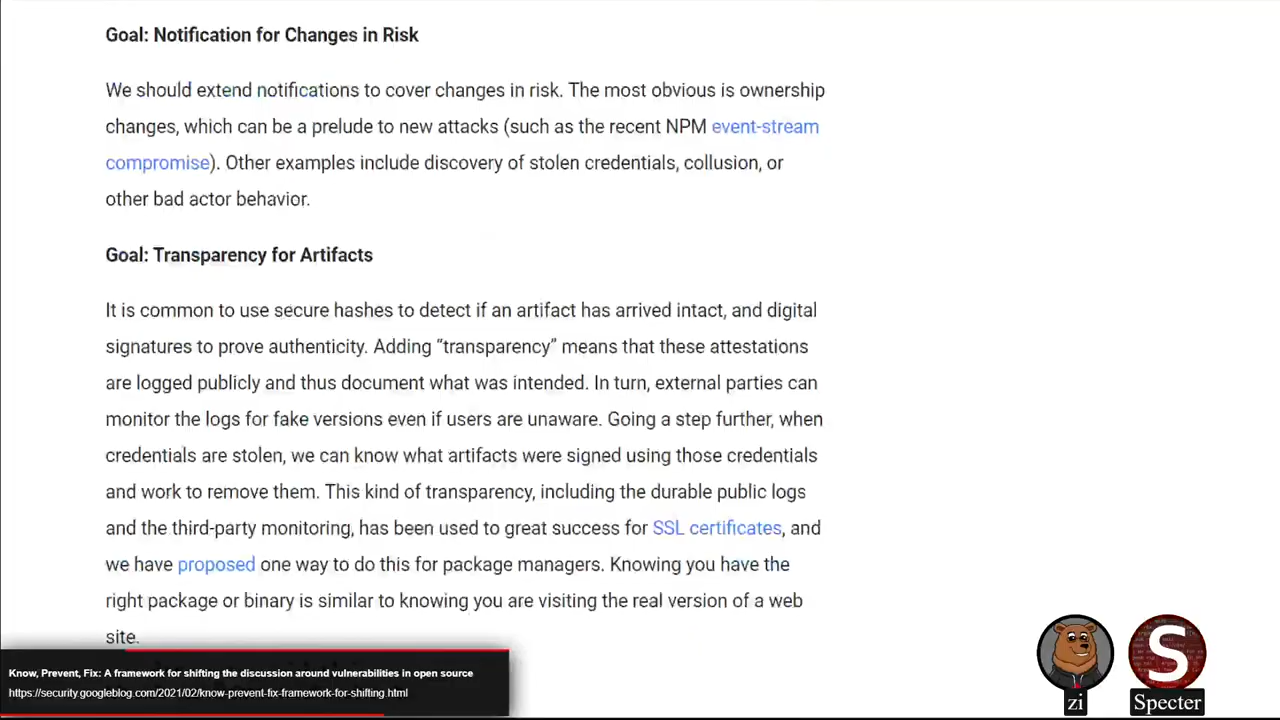 Goal: Notification for Changes in Risk
We should extend notifications to cover changes in risk. The most obvious is ownership
changes, which can be a prelude to new attacks (such as the recent NPM event-stream
compromise). Other examples include discovery of stolen credentials, collusion, or
other bad actor behavior.
Goal: Transparency for Artifacts
It is common to use secure hashes to detect if an artifact has arrived intact, and digital
signatures to prove authenticity. Adding “transparency” means that these attestations
are logged publicly and thus document what was intended. In turn, external parties can
monitor the logs for fake versions even if users are unaware. Going a step further, when
credentials are stolen, we can know what artifacts were signed using those credentials
and work to remove them. This kind of transparency, including the durable public logs
and the third-party monitoring, has been used to great success for SSL certificates, and
we have proposed one way to do this for package managers. Knowing you have the
right package or binary is similar to knowing you are visiting the real version of a web
site.
Know, Prevent, Fix: A framework for shifting the discussion around vulnerabilities in open source
https://security.googleblog.com/2021/02/know-prevent-fix-framework-for-shifting.html
zi
S
Specter